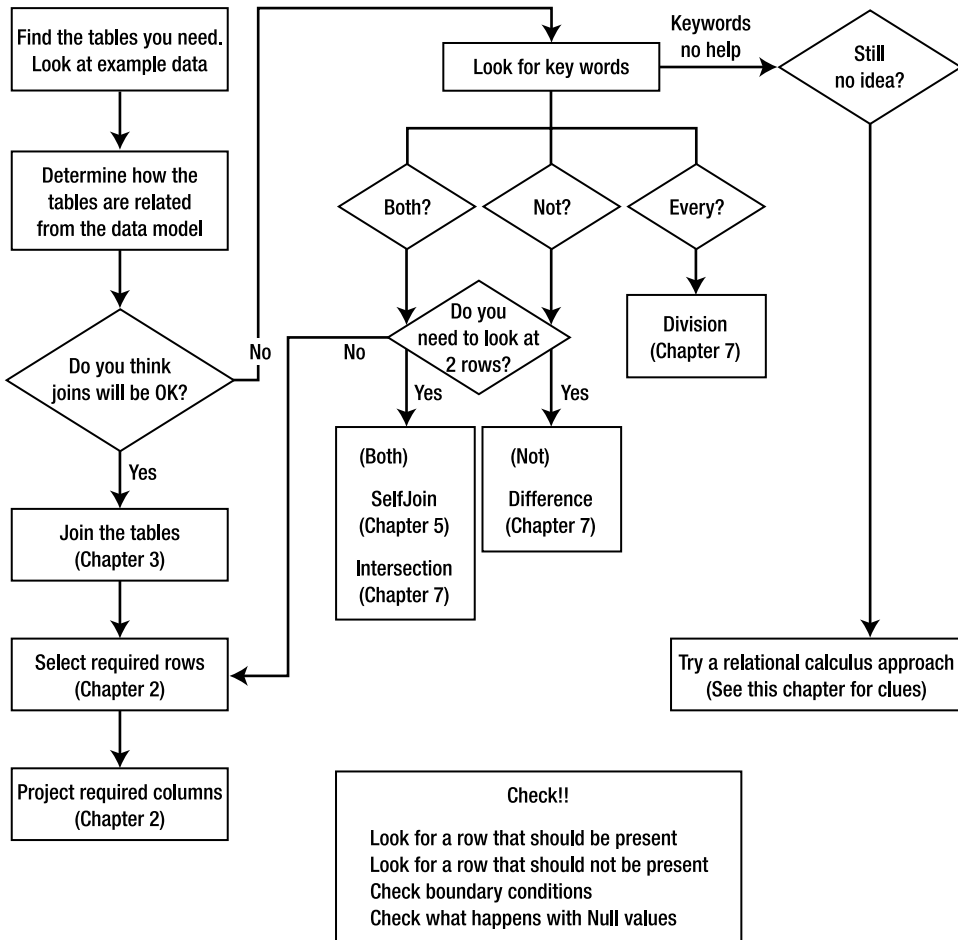 Find the tables you need.
Look at example data
Determine how the
tables are related
from the data model
Do you think
joins will be OK?
No
Yes
Join the tables
(Chapter 3)
Select required rows
(Chapter 2)
Project required columns
(Chapter 2)
Look for key words
Keywords
no help
Still
no idea?
Both?
Not?
Every?
Do you
need to look at
2 rows?
No
Yes
Yes
Division
(Chapter 7)
(Both)
SelfJoin
(Chapter 5)
Intersection
(Chapter 7)
(Not)
Difference
(Chapter 7)
Try a relational calculus approach
(See this chapter for clues)
Check!!
Look for a row that should be present
Look for a row that should not be present
Check boundary conditions
Check what happens with Null values